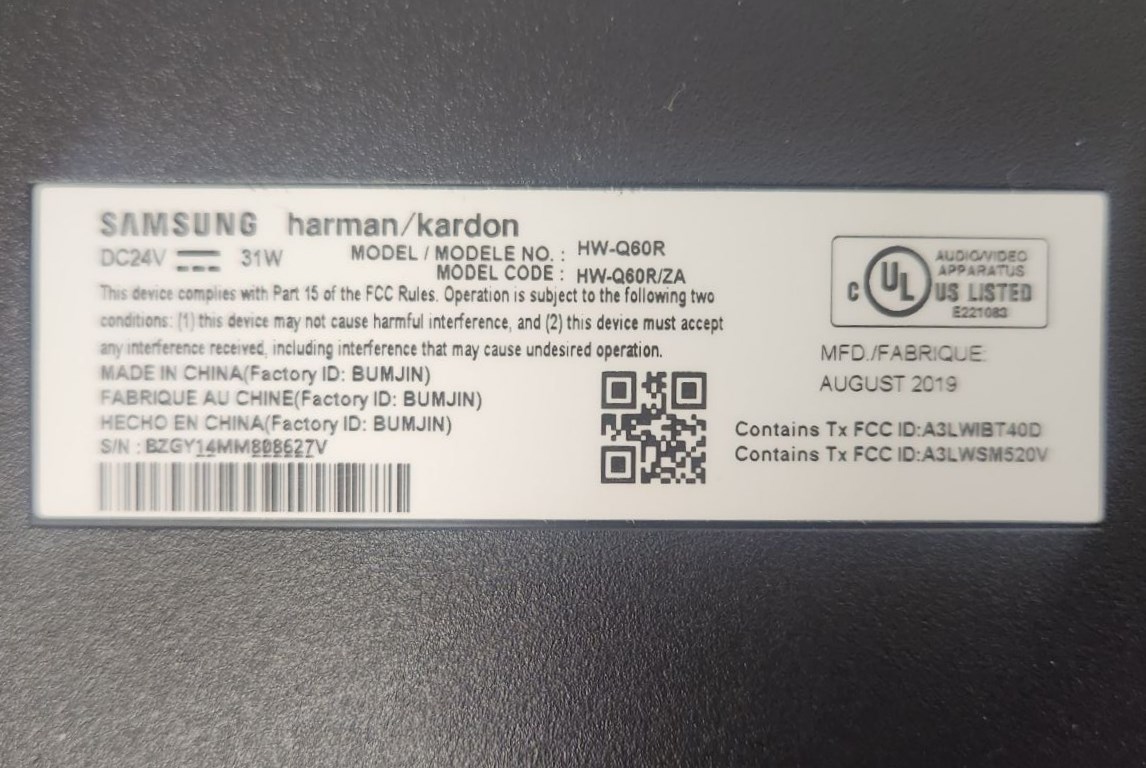 SAMSUNG harman/kardon
DC24V 31W
MODEL / MODELE NO. : HW-Q60R
MODEL CODE : HW-Q60R/ZA
This device complies with Part 15 of the FCC Rules. Operation is subject to the following two
conditions: (1) this device may not cause harmful interference, and (2) this device must accept
any interference received, including interference that may cause undesired operation.
MADE IN CHINA(Factory ID: BUMJIN)
FABRIQUE AU CHINE(Factory ID: BUMJIN)
HECHO EN CHINA(Factory ID: BUMJIN)
S/N : BZGY14MM808627V
C UL US LISTED
AUDIO/VIDEO
APPARATUS
E221083
MFD./FABRIQUE:
AUGUST 2019
Contains Tx FCC ID:A3LWIBT40D
Contains Tx FCC ID:A3LWSM520V